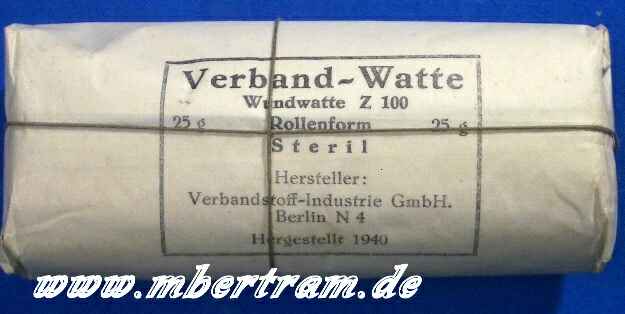 Verband-Watte
Wundwatte Z 100
25 g Rollenform 25 g
Steril
Hersteller:
Verbandstoff-Industrie GmbH.
Berlin N 4
Hergestellt 1940
www.mbertram.de